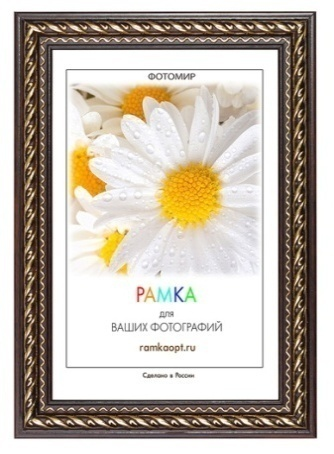 ФОТОМИР
РАМКА
для
ВАШИХ ФОТОГРАФИЙ
ramkaopt.ru
Сделано в России